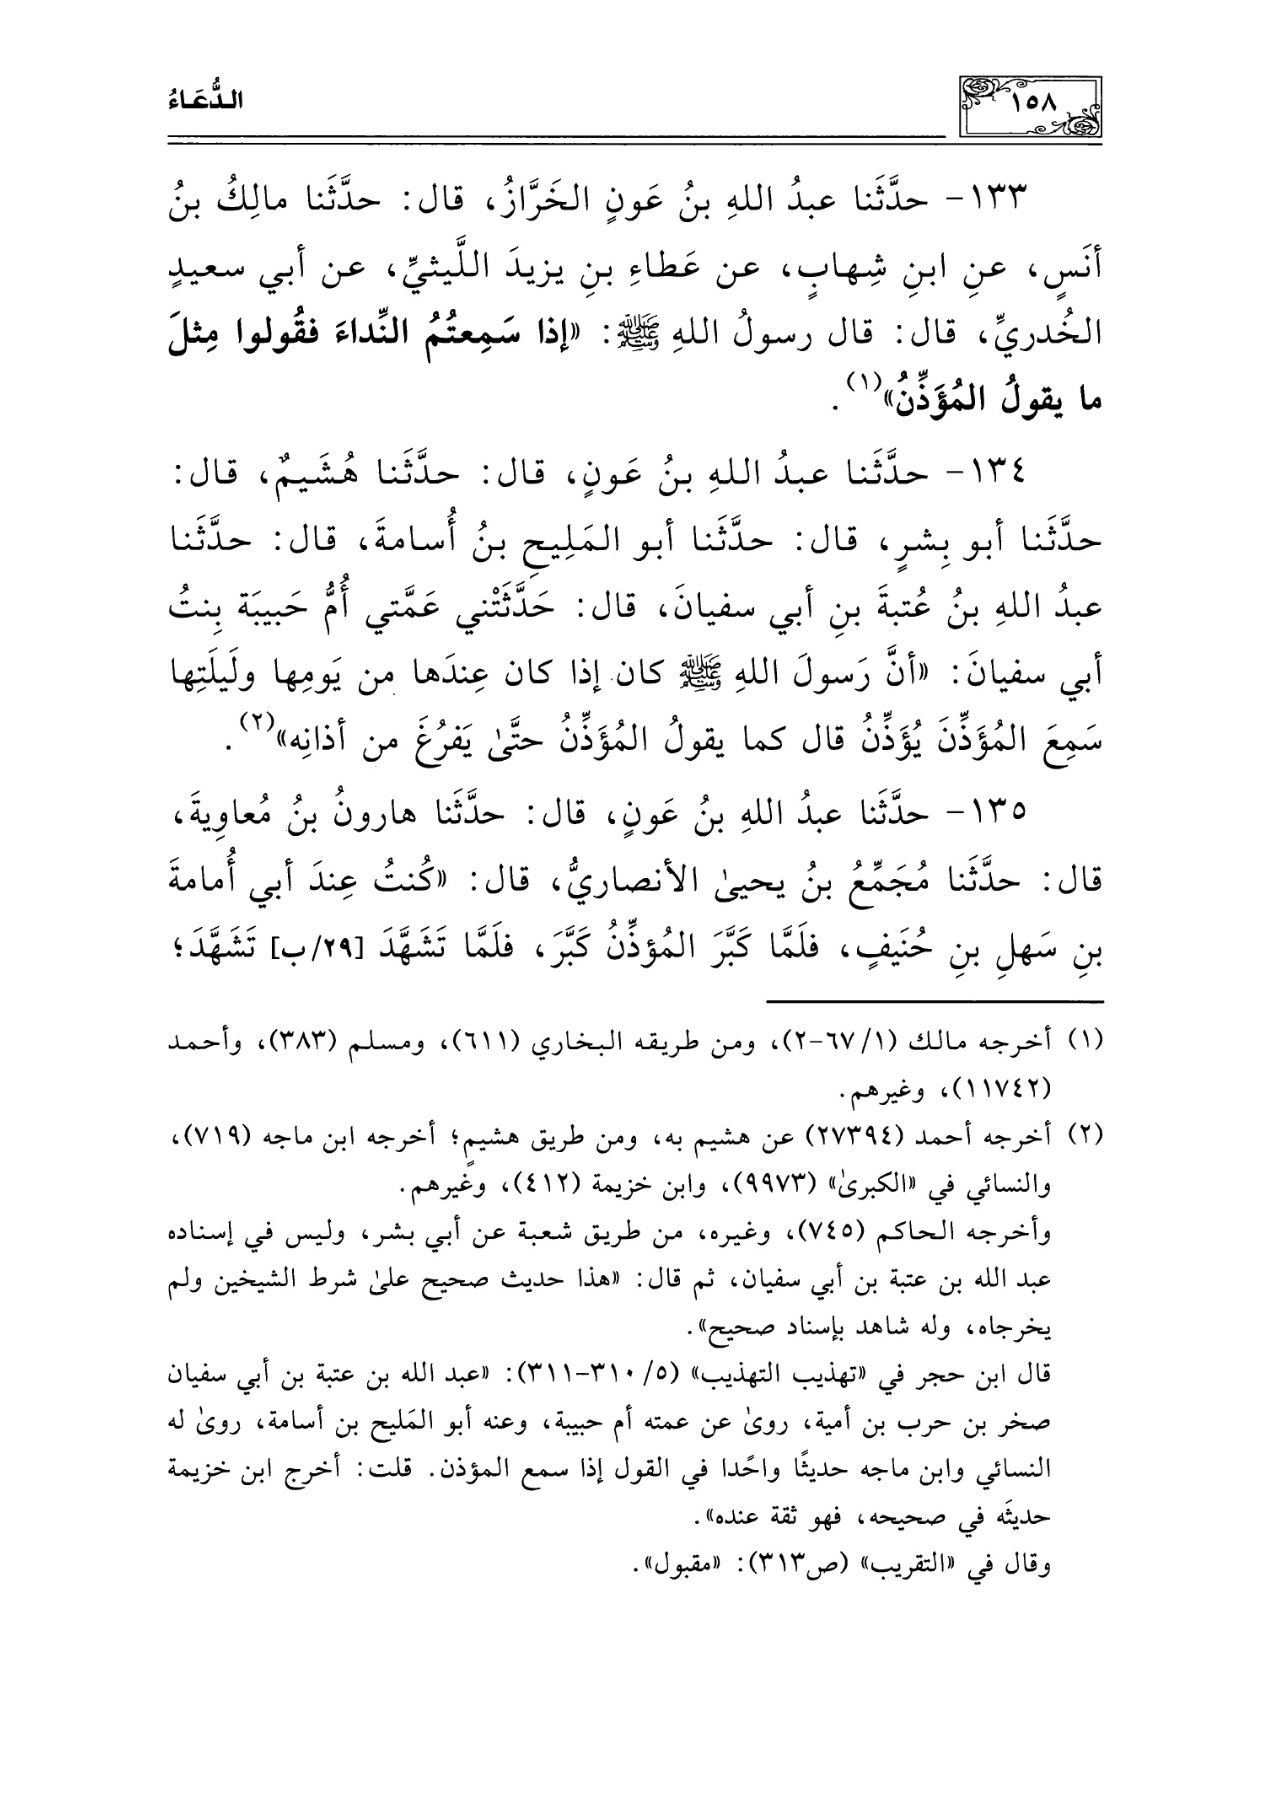 ١٥٨
الدُّعَاءُ
١٣٣- حدَّثَنا عبدُ اللهِ بنُ عَونٍ الخَرَّازُ، قال: حدَّثَنا مالِكُ بنُ
أنَسٍ، عنِ ابنِ شِهابٍ، عن عَطاءِ بنِ يزيدَ اللَّيثيِّ، عن أبي سعيدٍ
الخُدريِّ، قال: قال رسولُ اللهِ ﷺ: «إذا سَمِعتُمُ النِّداءَ فقُولوا مِثلَ
ما يقولُ المُؤَذِّنُ»(١).
١٣٤- حدَّثَنا عبدُ اللهِ بنُ عَونٍ، قال: حدَّثَنا هُشَيمٌ، قال:
حدَّثَنا أبو بِشرٍ، قال: حدَّثَنا أبو المَلِيحِ بنُ أُسامةَ، قال: حدَّثَنا
عبدُ اللهِ بنُ عُتبةَ بنِ أبي سفيانَ، قال: حَدَّثَتْني عَمَّتي أُمُّ حَبيبَة بِنتُ
أبي سفيانَ: «أنَّ رَسولَ اللهِ ﷺ كان إذا كان عِندَها من يَومِها ولَيلَتِها
سَمِعَ المُؤَذِّنَ يُؤَذِّنُ قال كما يقولُ المُؤَذِّنُ حتَّىٰ يَفرُغَ من أذانِه»(٢).
١٣٥- حدَّثَنا عبدُ اللهِ بنُ عَونٍ، قال: حدَّثَنا هارونُ بنُ مُعاوِيةَ،
قال: حدَّثَنا مُجَمِّعُ بنُ يحيىٰ الأنصاريُّ، قال: «كُنتُ عِندَ أبي أُمامةَ
بنِ سَهلِ بنِ حُنَيفٍ، فلَمَّا كَبَّرَ المُؤذِّنُ كَبَّرَ، فلَمَّا تَشَهَّدَ [٢٩/ب] تَشَهَّدَ؛
(١) أخرجه مالك (١/ ٦٧-٢)، ومن طريقه البخاري (٦١١)، ومسلم (٣٨٣)، وأحمد
(١١٧٤٢)، وغيرهم.
(٢) أخرجه أحمد (٢٧٣٩٤) عن هشيم به، ومن طريق هشيمٍ؛ أخرجه ابن ماجه (٧١٩)،
والنسائي في «الكبرىٰ» (٩٩٧٣)، وابن خزيمة (٤١٢)، وغيرهم.
وأخرجه الحاكم (٧٤٥)، وغيره، من طريق شعبة عن أبي بشر، وليس في إسناده
عبد الله بن عتبة بن أبي سفيان، ثم قال: «هذا حديث صحيح علىٰ شرط الشيخين ولم
يخرجاه، وله شاهد بإسناد صحيح».
قال ابن حجر في «تهذيب التهذيب» (٥/ ٣١٠-٣١١): «عبد الله بن عتبة بن أبي سفيان
صخر بن حرب بن أمية، روىٰ عن عمته أم حبيبة، وعنه أبو المَليح بن أسامة، روىٰ له
النسائي وابن ماجه حديثًا واحًدا في القول إذا سمع المؤذن. قلت: أخرج ابن خزيمة
حديثَه في صحيحه، فهو ثقة عنده».
وقال في «التقريب» (ص٣١٣): «مقبول».